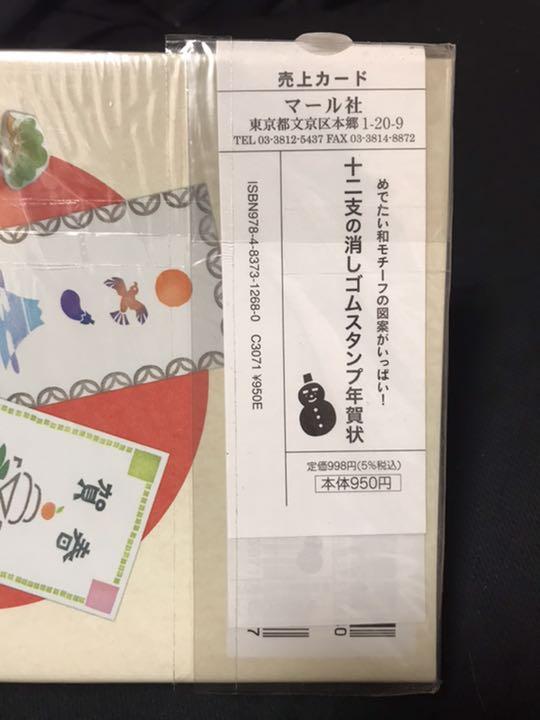 売上カード
マール社
東京都文京区本郷1-20-9
TEL 03-3812-5437 FAX 03-3814-8872
めでたい和モチーフの図案がいっぱい!
十二支の消しゴムスタンプ年賀状
ISBN978-4-8373-1268-0 C3071 ¥950E
定価998円(5%税込)
本体950円
賀春
7
0